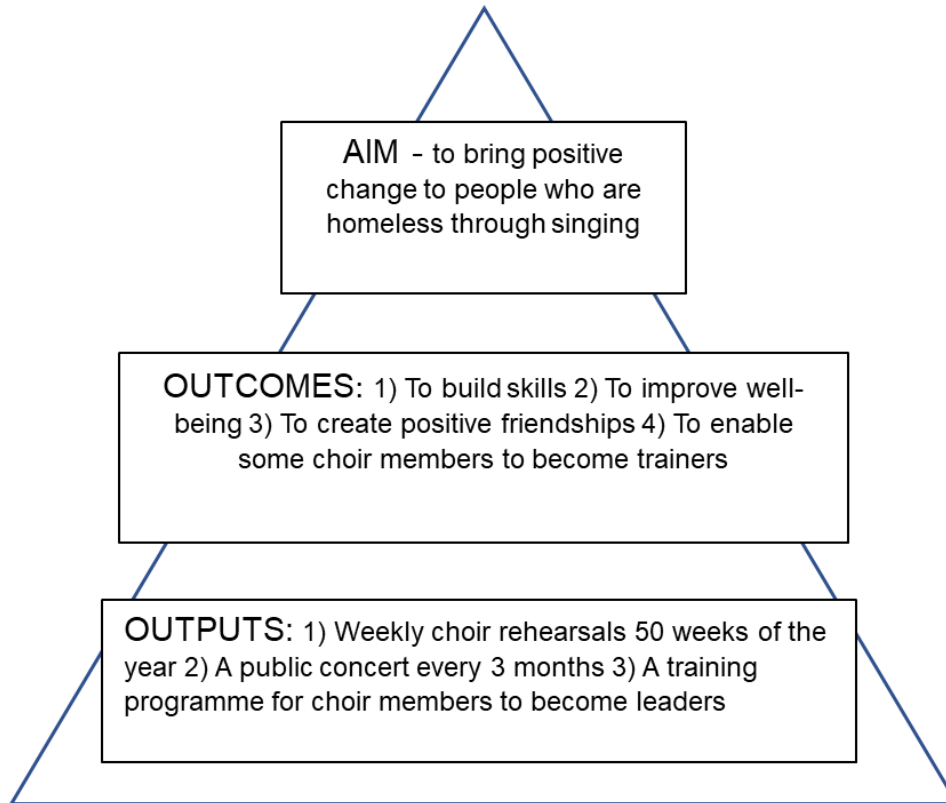 AIM - to bring positive
change to people who are
homeless through singing
OUTCOMES: 1) To build skills 2) To improve well-
being 3) To create positive friendships 4) To enable
some choir members to become trainers
OUTPUTS: 1) Weekly choir rehearsals 50 weeks of the
year 2) A public concert every 3 months 3) A training
programme for choir members to become leaders